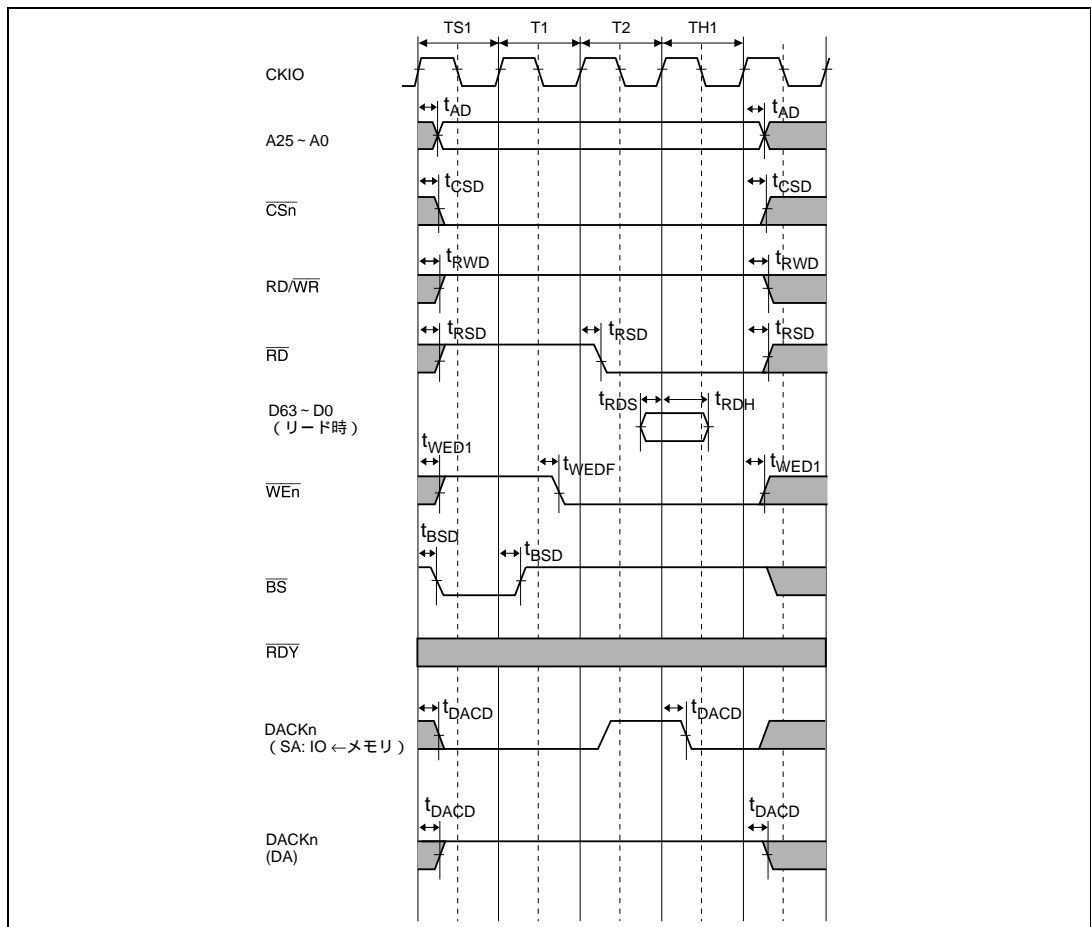 TS1 T1 T2 TH1
CKIO
tAD tAD
A25~A0
tCSD tCSD
CSn
tRWD tRWD
RD/WR
tRSD tRSD tRSD
RD
tRDS tRDH
D63~D0
（リード時）
tWED1 tWEDF tWED1
WEn
tBSD tBSD
BS
RDY
tDACD tDACD
DACKn
（SA: IO ←メモリ）
tDACD tDACD
DACKn
(DA)